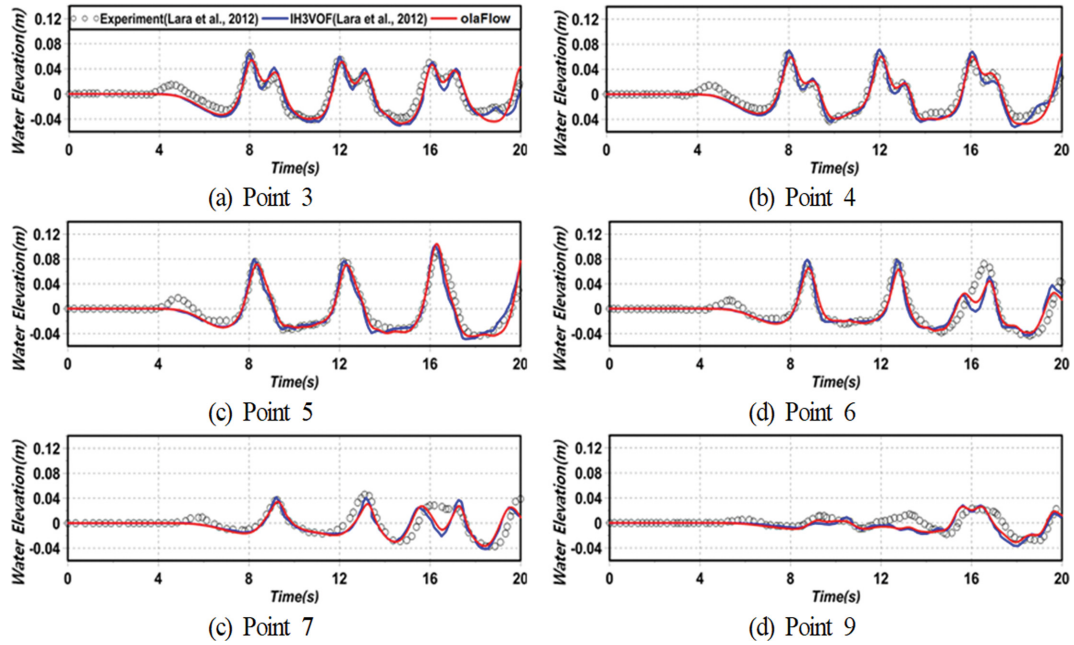 Experiment(Lara et al., 2012) IH3VOF(Lara et al., 2012) olaFlow
Water Elevation(m)
0.12
0.08
0.04
0
-0.04
0 4 8 12 16 20
Time(s)
(a) Point 3
Water Elevation(m)
0.12
0.08
0.04
0
-0.04
0 4 8 12 16 20
Time(s)
(b) Point 4
Water Elevation(m)
0.12
0.08
0.04
0
-0.04
0 4 8 12 16 20
Time(s)
(c) Point 5
Water Elevation(m)
0.12
0.08
0.04
0
-0.04
0 4 8 12 16 20
Time(s)
(d) Point 6
Water Elevation(m)
0.12
0.08
0.04
0
-0.04
0 4 8 12 16 20
Time(s)
(c) Point 7
Water Elevation(m)
0.12
0.08
0.04
0
-0.04
0 4 8 12 16 20
Time(s)
(d) Point 9